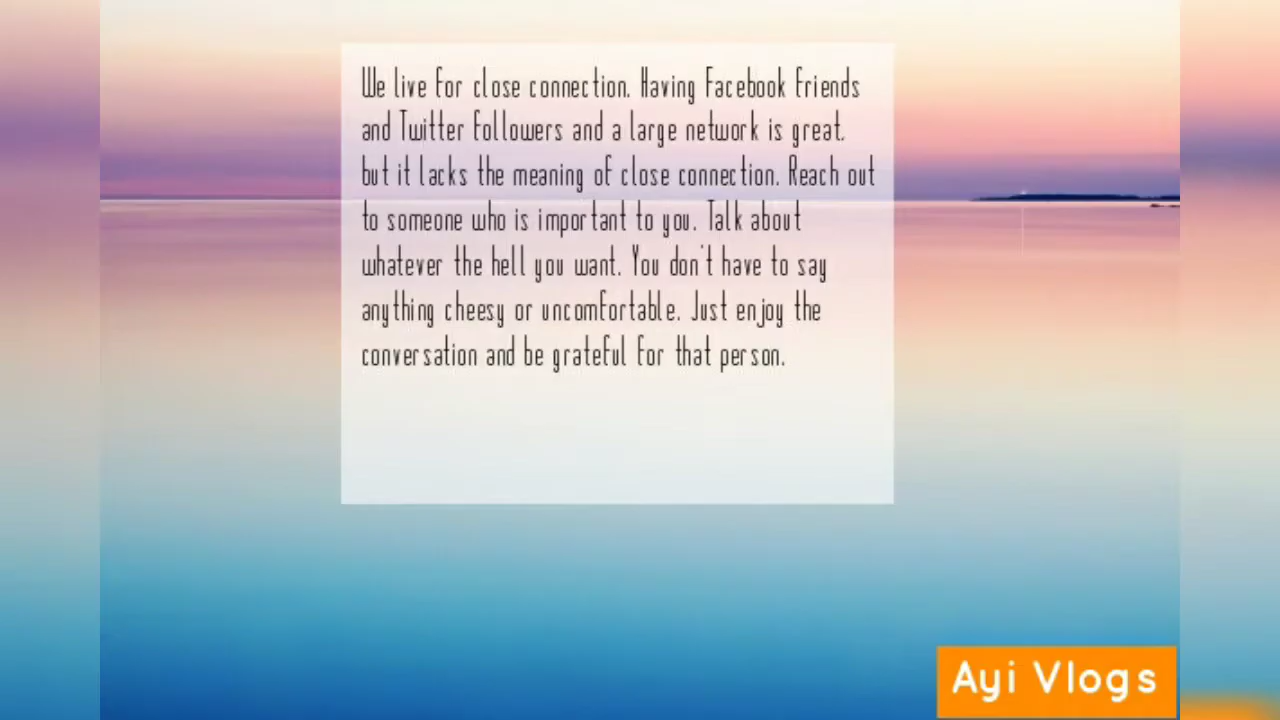 We live for close connection. Having Facebook friends
and Twitter followers and a large network is great.
but it lacks the meaning of close connection. Reach out
to someone who is important to you. Talk about
whatever the hell you want. You don't have to say
anything cheesy or uncomfortable. Just enjoy the
conversation and be grateful for that person.
Ayi Vlogs